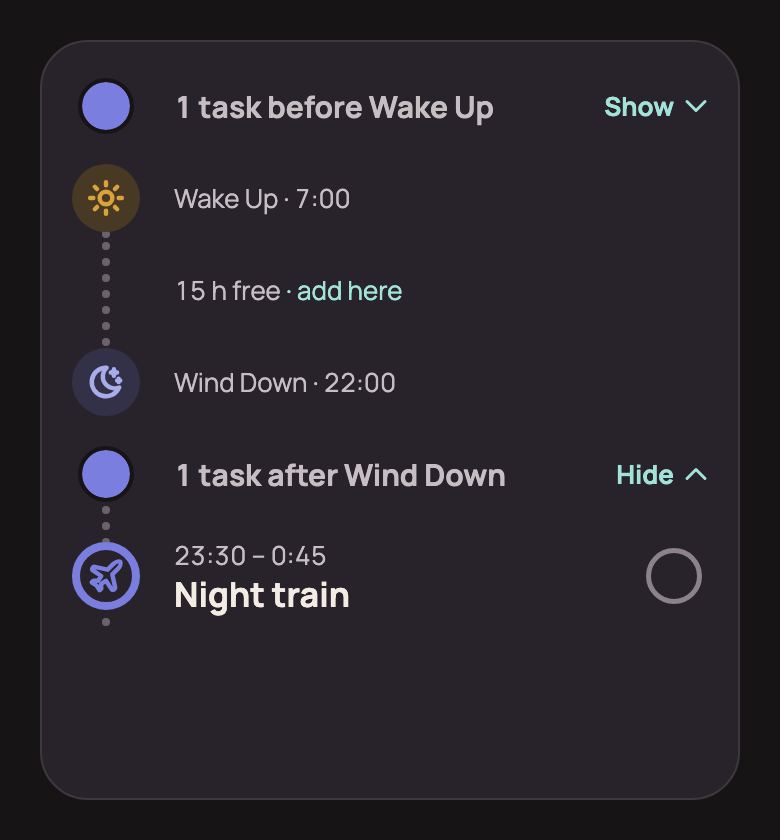 1 task before Wake Up
Show
Wake Up · 7:00
15 h free · add here
Wind Down · 22:00
1 task after Wind Down
Hide
23:30 – 0:45
Night train